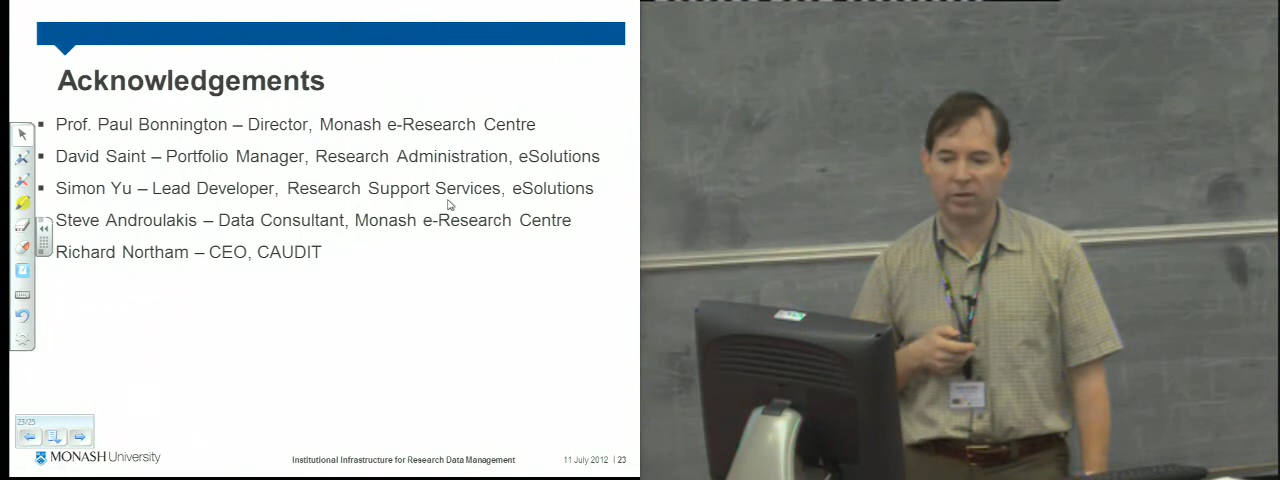 Acknowledgements
▪ Prof. Paul Bonnington – Director, Monash e-Research Centre
▪ David Saint – Portfolio Manager, Research Administration, eSolutions
▪ Simon Yu – Lead Developer, Research Support Services, eSolutions
Steve Androulakis – Data Consultant, Monash e-Research Centre
Richard Northam – CEO, CAUDIT
23/25
MONASH University
Institutional Infrastructure for Research Data Management
11 July 2012 | 23